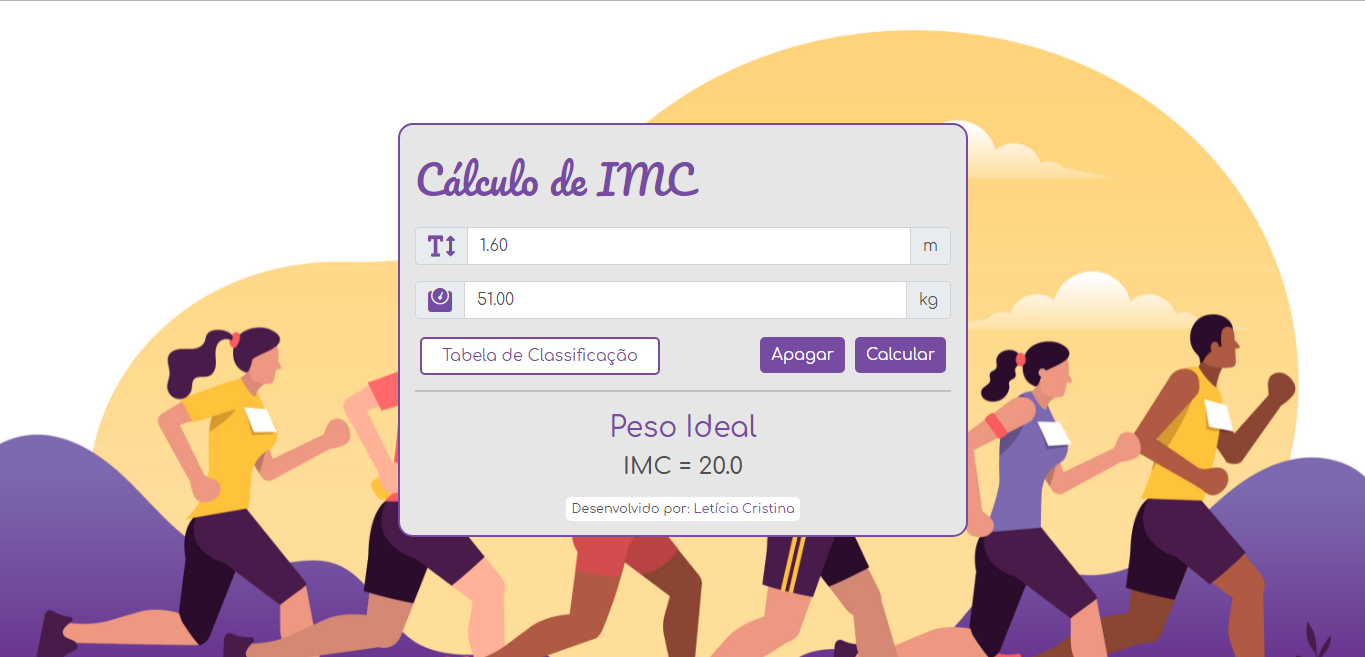 Cálculo de IMC
1.60 m
51.00 kg
Tabela de Classificação Apagar Calcular
Peso Ideal
IMC = 20.0
Desenvolvido por: Letícia Cristina